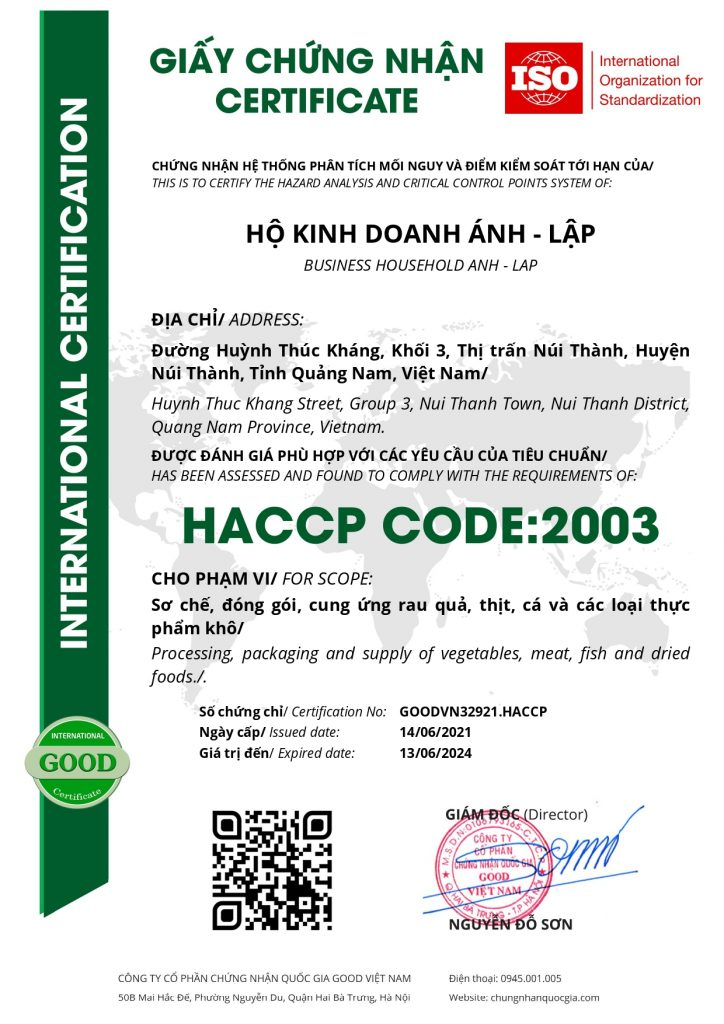 INTERNATIONAL CERTIFICATION
GIẤY CHỨNG NHẬN
CERTIFICATE
ISO
International
Organization for
Standardization
CHỨNG NHẬN HỆ THỐNG PHÂN TÍCH MỐI NGUY VÀ ĐIỂM KIỂM SOÁT TỚI HẠN CỦA/
THIS IS TO CERTIFY THE HAZARD ANALYSIS AND CRITICAL CONTROL POINTS SYSTEM OF:
HỘ KINH DOANH ÁNH - LẬP
BUSINESS HOUSEHOLD ANH - LAP
ĐỊA CHỈ/ ADDRESS:
Đường Huỳnh Thúc Kháng, Khối 3, Thị trấn Núi Thành, Huyện
Núi Thành, Tỉnh Quảng Nam, Việt Nam/
Huynh Thuc Khang Street, Group 3, Nui Thanh Town, Nui Thanh District,
Quang Nam Province, Vietnam.
ĐƯỢC ĐÁNH GIÁ PHÙ HỢP VỚI CÁC YÊU CẦU CỦA TIÊU CHUẨN/
HAS BEEN ASSESSED AND FOUND TO COMPLY WITH THE REQUIREMENTS OF:
HACCP CODE:2003
CHO PHẠM VI/ FOR SCOPE:
Sơ chế, đóng gói, cung ứng rau quả, thịt, cá và các loại thực
phẩm khô/
Processing, packaging and supply of vegetables, meat, fish and dried
foods./.
Số chứng chỉ/ Certification No: GOODVN32921.HACCP
Ngày cấp/ Issued date: 14/06/2021
Giá trị đến/ Expired date: 13/06/2024
INTERNATIONAL
GOOD
Certificate
GIÁM ĐỐC (Director)
CÔNG TY
CỔ PHẦN
CHỨNG NHẬN QUỐC GIA
GOOD
VIỆT NAM
NGUYỄN ĐỖ SƠN
CÔNG TY CỔ PHẦN CHỨNG NHẬN QUỐC GIA GOOD VIỆT NAM
50B Mai Hắc Đế, Phường Nguyễn Du, Quận Hai Bà Trưng, Hà Nội
Điện thoại: 0945.001.005
Website: chungnhanquocgia.com